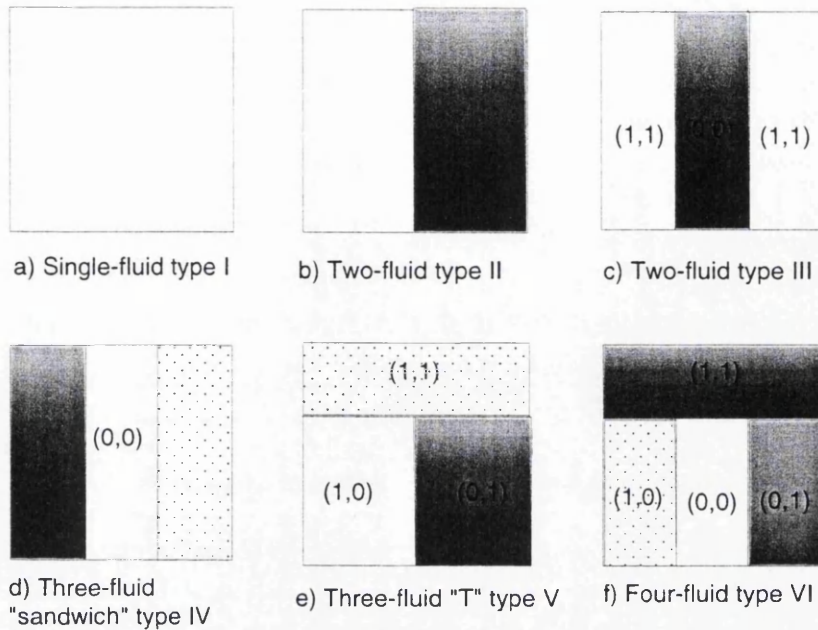 (1,1) (0,0) (1,1)
a) Single-fluid type I
b) Two-fluid type II
c) Two-fluid type III
(0,0)
(1,1)
(1,0) (0,1)
(1,1)
(1,0) (0,0) (0,1)
d) Three-fluid
"sandwich" type IV
e) Three-fluid "T" type V
f) Four-fluid type VI